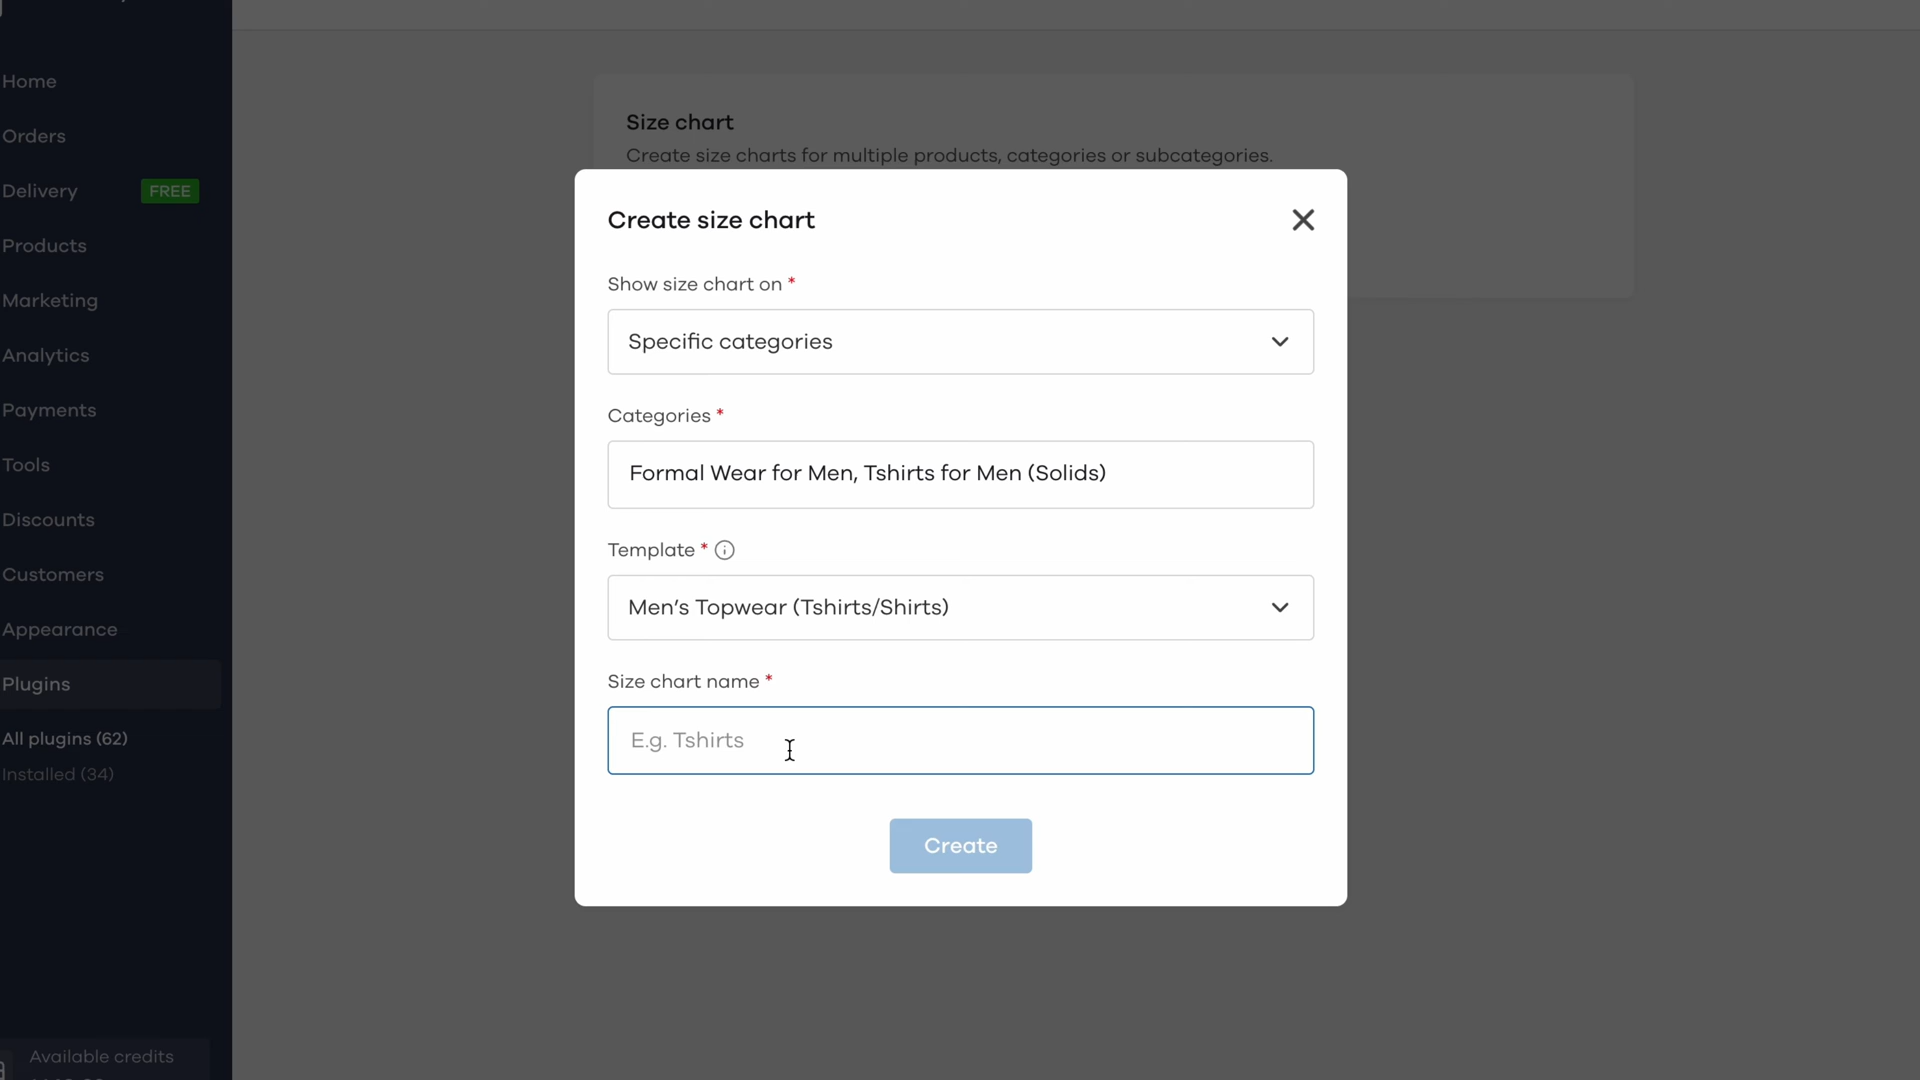 Home
Orders
Delivery FREE
Products
Marketing
Analytics
Payments
Tools
Discounts
Customers
Appearance
Plugins
All plugins (62)
Installed (34)
Available credits
Size chart
Create size charts for multiple products, categories or subcategories.
Create size chart
Show size chart on *
Specific categories
Categories *
Formal Wear for Men, Tshirts for Men (Solids)
Template *
Men's Topwear (Tshirts/Shirts)
Size chart name *
E.g. Tshirts
Create